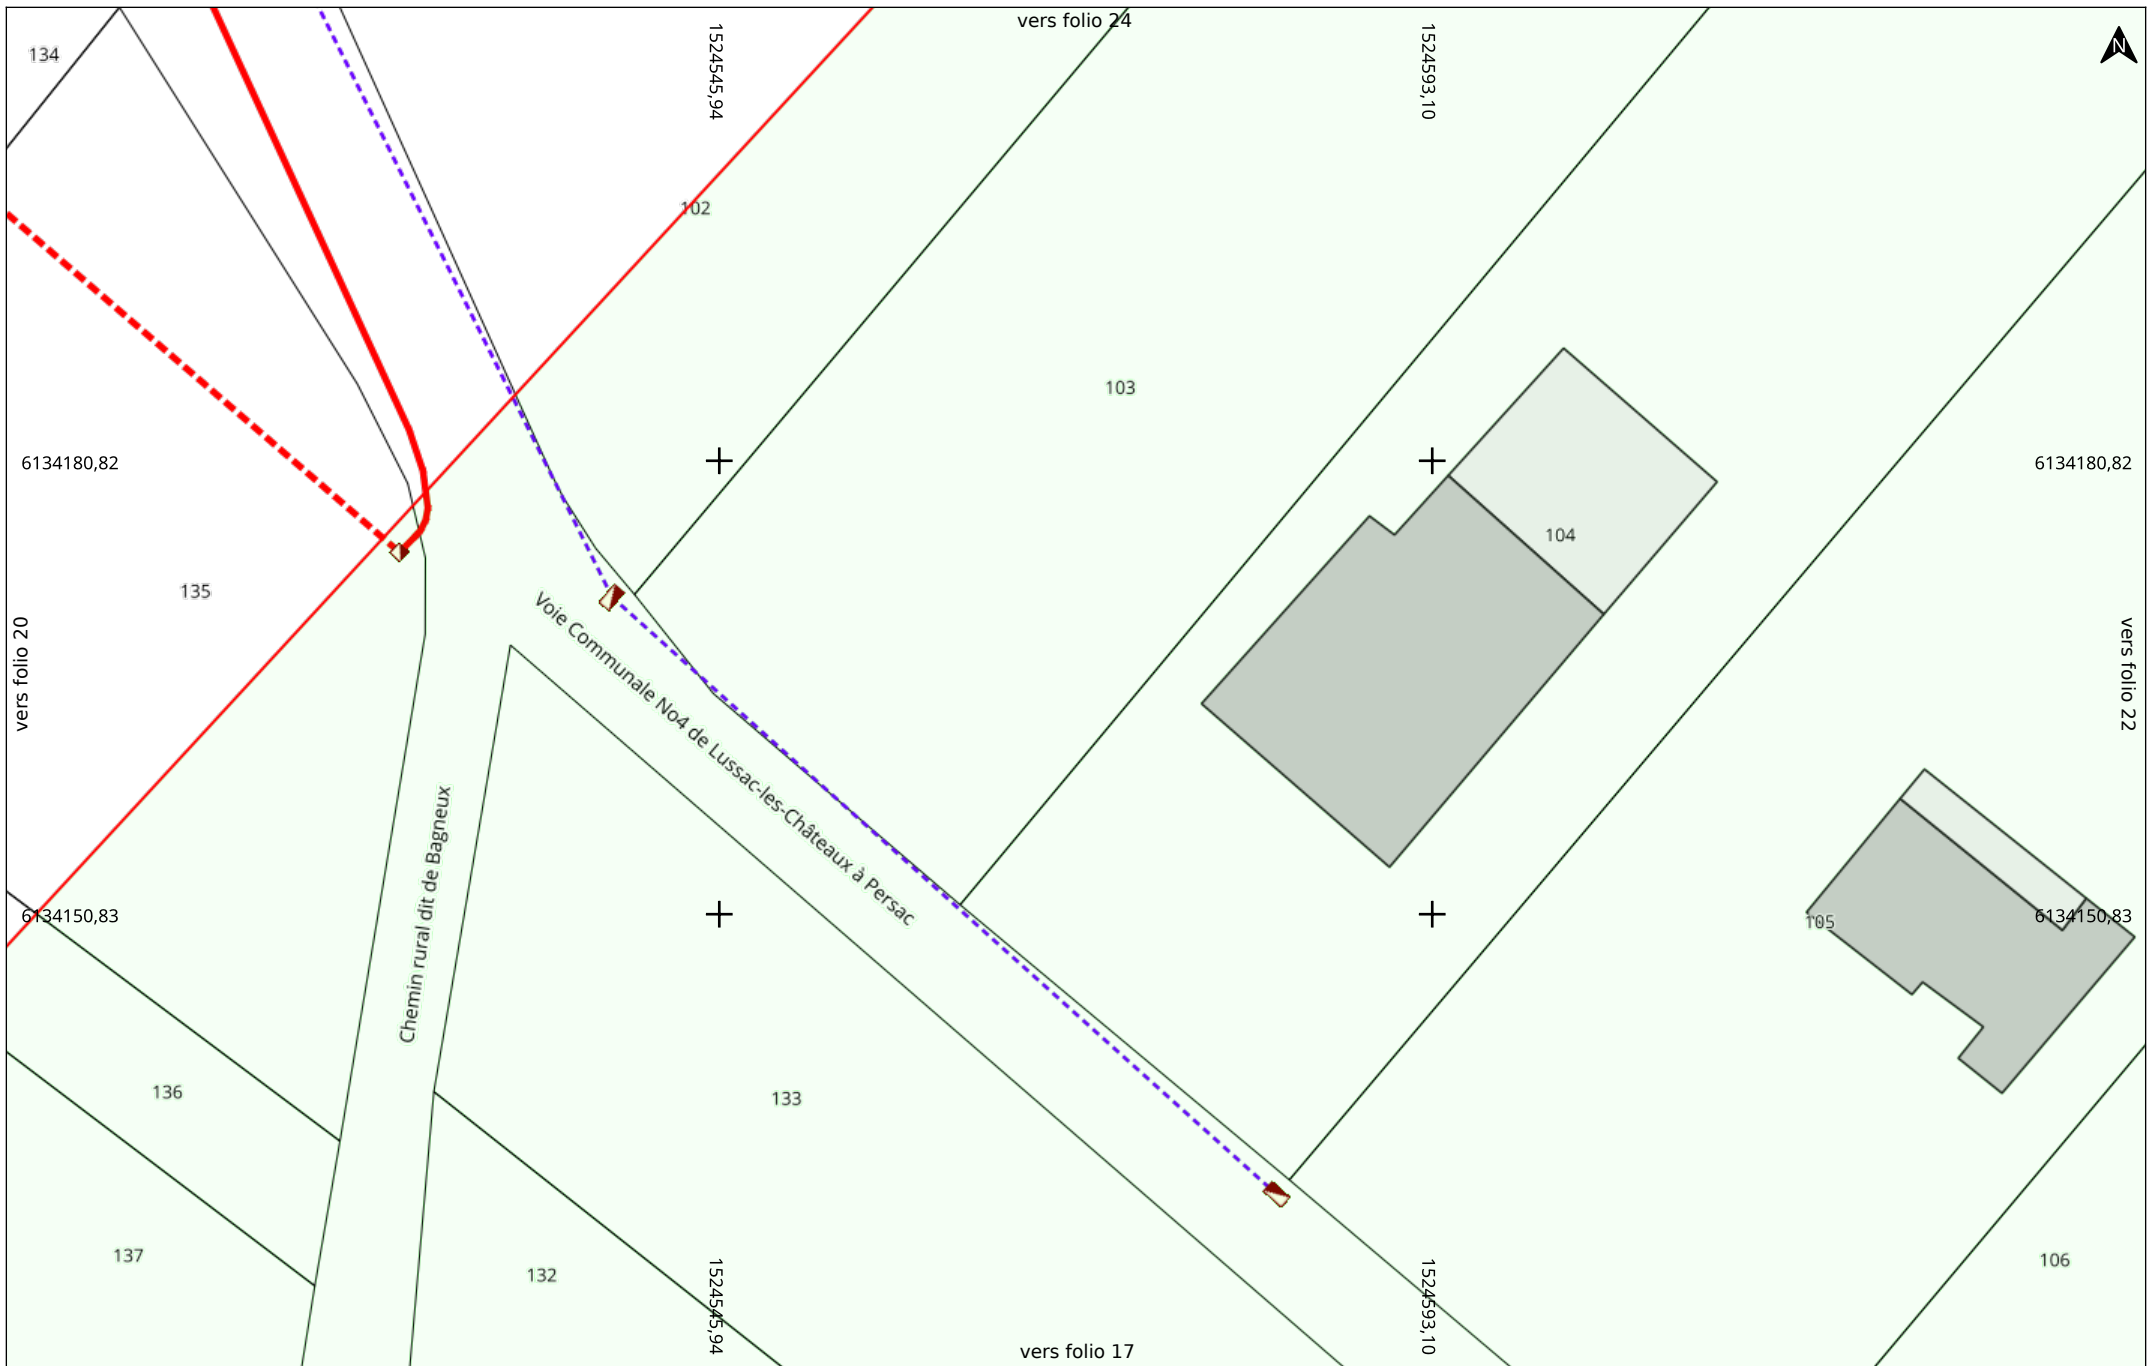 vers folio 24
1524545,94
1524593,10
N
134
102
103
6134180,82
6134180,82
104
135
vers folio 20
vers folio 22
Voie Communale No4 de Lussac-les-Châteaux à Persac
Chemin rural dit de Bagneux
6134150,83
105
6134150,83
136
133
137
132
106
1524545,94
1524593,10
vers folio 17